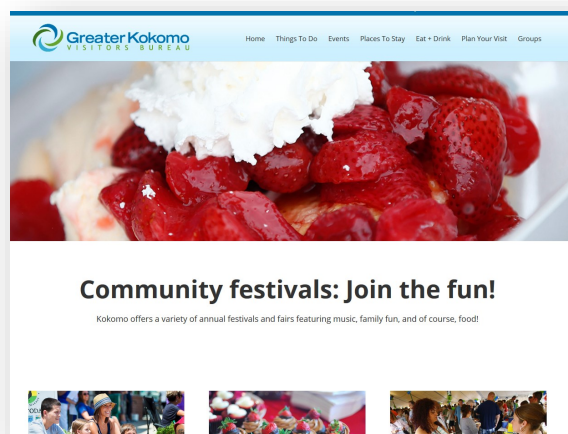 Greater Kokomo
VISITORS BUREAU
Home Things To Do Events Places To Stay Eat + Drink Plan Your Visit Groups
Community festivals: Join the fun!
Kokomo offers a variety of annual festivals and fairs featuring music, family fun, and of course, food!